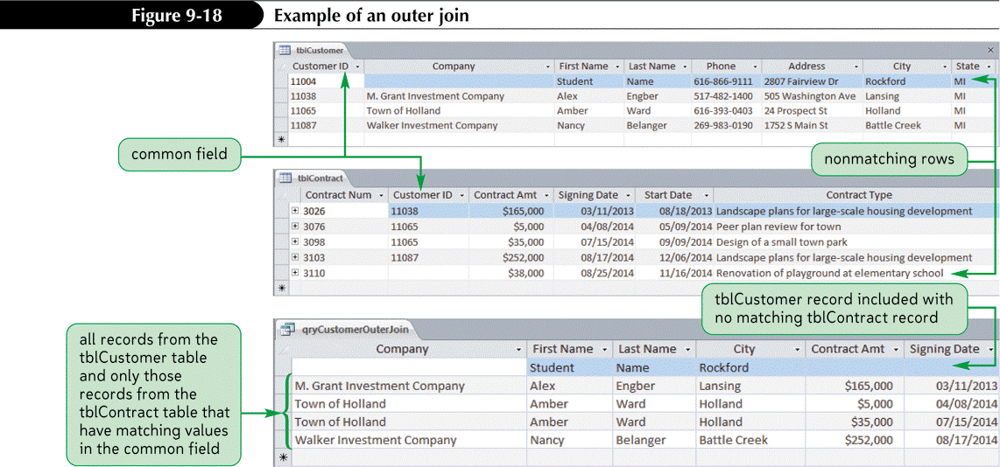 Figure 9-18 Example of an outer join
tblCustomer
Customer ID Company First Name Last Name Phone Address City State
11004 Student Name 616-866-9111 2807 Fairview Dr Rockford MI
11038 M. Grant Investment Company Alex Engber 517-482-1400 505 Washington Ave Lansing MI
11065 Town of Holland Amber Ward 616-393-0403 24 Prospect St Holland MI
11087 Walker Investment Company Nancy Belanger 269-983-0190 1752 S Main St Battle Creek MI
common field
nonmatching rows
tblContract
Contract Num Customer ID Contract Amt Signing Date Start Date Contract Type
3026 11038 $165,000 03/11/2013 08/18/2013 Landscape plans for large-scale housing development
3076 11065 $5,000 04/08/2014 05/09/2014 Peer plan review for town
3098 11065 $35,000 07/15/2014 09/09/2014 Design of a small town park
3103 11087 $252,000 08/17/2014 12/06/2014 Landscape plans for large-scale housing development
3110 $38,000 08/25/2014 11/16/2014 Renovation of playground at elementary school
tblCustomer record included with
no matching tblContract record
all records from the
tblCustomer table
and only those
records from the
tblContract table that
have matching values
in the common field
qryCustomerOuterJoin
Company First Name Last Name City Contract Amt Signing Date
Student Name Rockford
M. Grant Investment Company Alex Engber Lansing $165,000 03/11/2013
Town of Holland Amber Ward Holland $5,000 04/08/2014
Town of Holland Amber Ward Holland $35,000 07/15/2014
Walker Investment Company Nancy Belanger Battle Creek $252,000 08/17/2014